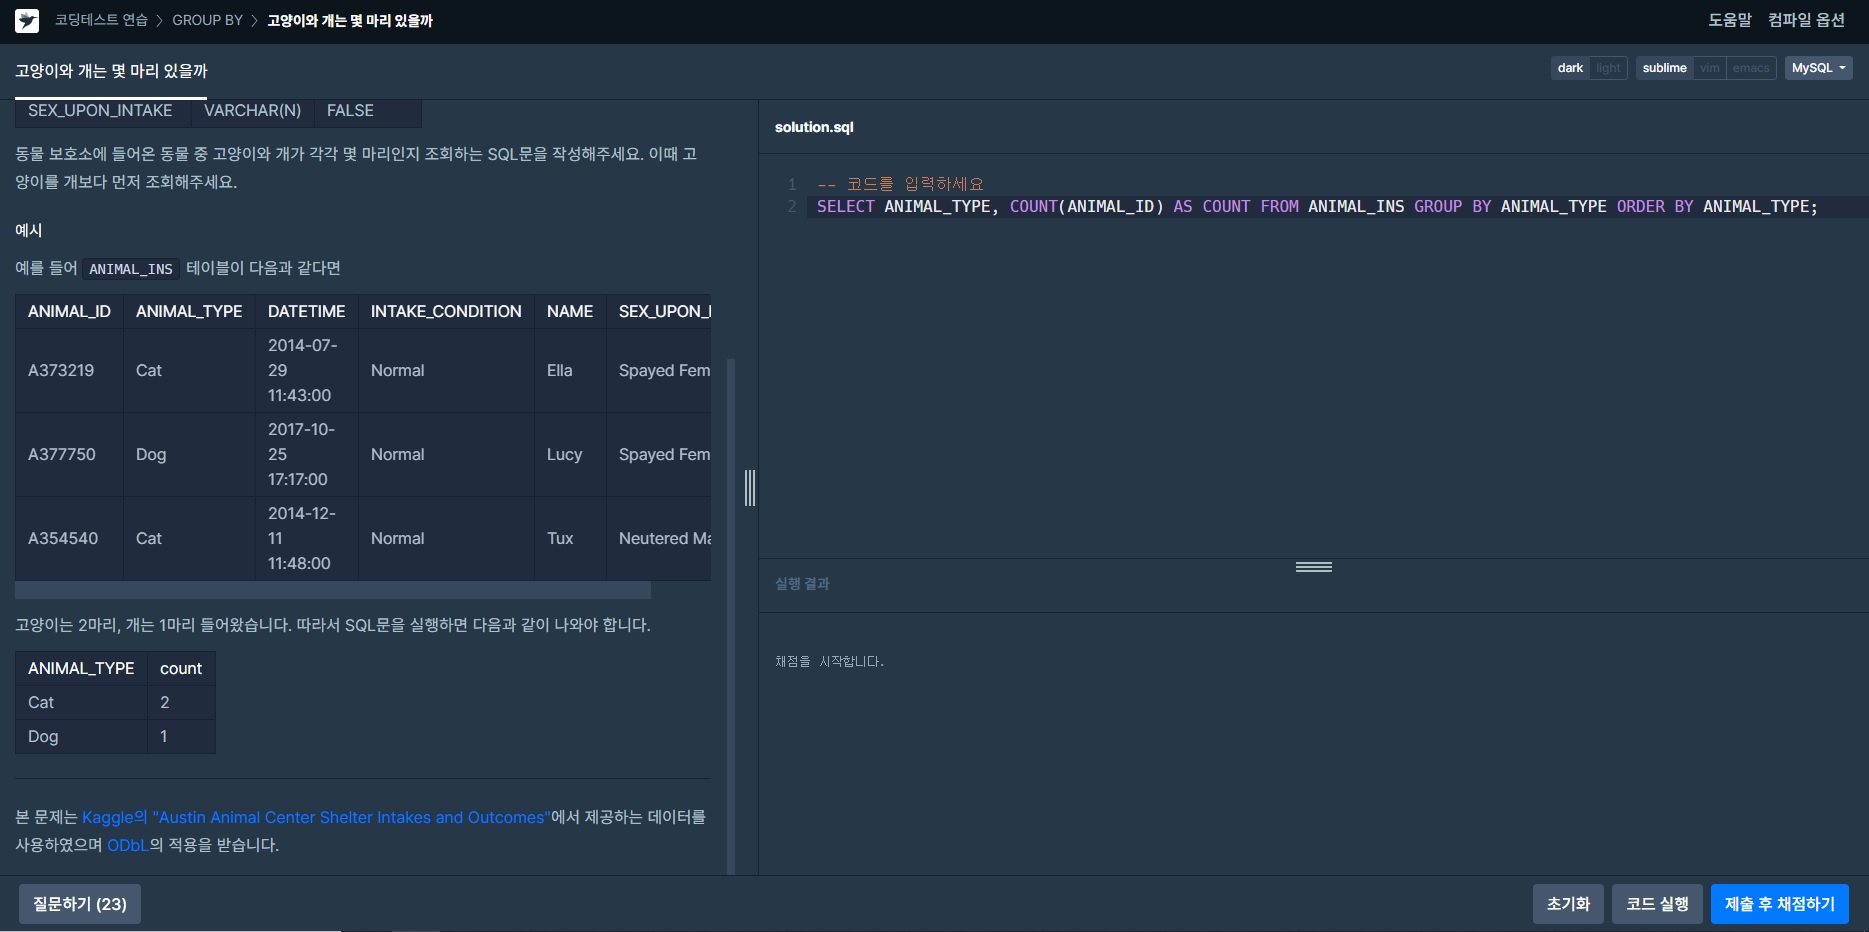 코딩테스트 연습 > GROUP BY > 고양이와 개는 몇 마리 있을까
도움말 컴파일 옵션
고양이와 개는 몇 마리 있을까
dark light sublime vim emacs MySQL
SEX_UPON_INTAKE VARCHAR(N) FALSE
동물 보호소에 들어온 동물 중 고양이와 개가 각각 몇 마리인지 조회하는 SQL문을 작성해주세요. 이때 고
양이를 개보다 먼저 조회해주세요.
예시
예를 들어 ANIMAL_INS 테이블이 다음과 같다면
ANIMAL_ID ANIMAL_TYPE DATETIME INTAKE_CONDITION NAME SEX_UPON_I
A373219 Cat 2014-07-
29
11:43:00 Normal Ella Spayed Fem
A377750 Dog 2017-10-
25
17:17:00 Normal Lucy Spayed Fem
A354540 Cat 2014-12-
11
11:48:00 Normal Tux Neutered Ma
고양이는 2마리, 개는 1마리 들어왔습니다. 따라서 SQL문을 실행하면 다음과 같이 나와야 합니다.
ANIMAL_TYPE count
Cat 2
Dog 1
본 문제는 Kaggle의 "Austin Animal Center Shelter Intakes and Outcomes"에서 제공하는 데이터를
사용하였으며 ODbL의 적용을 받습니다.
solution.sql
1 -- 코드를 입력하세요
2 SELECT ANIMAL_TYPE, COUNT(ANIMAL_ID) AS COUNT FROM ANIMAL_INS GROUP BY ANIMAL_TYPE ORDER BY ANIMAL_TYPE;
실행 결과
채점을 시작합니다.
질문하기 (23)
초기화 코드 실행 제출 후 채점하기